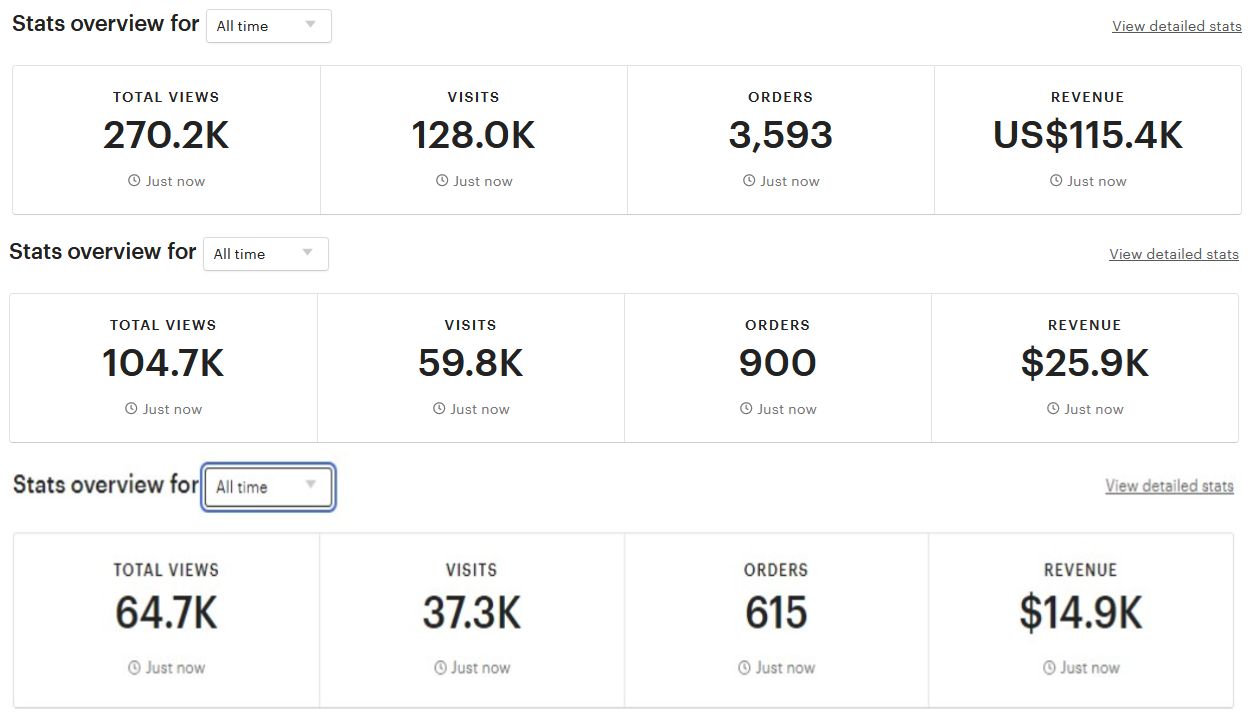 Stats overview for All time View detailed stats
TOTAL VIEWS VISITS ORDERS REVENUE
270.2K 128.0K 3,593 US$115.4K
Just now Just now Just now Just now
Stats overview for All time View detailed stats
TOTAL VIEWS VISITS ORDERS REVENUE
104.7K 59.8K 900 $25.9K
Just now Just now Just now Just now
Stats overview for All time View detailed stats
TOTAL VIEWS VISITS ORDERS REVENUE
64.7K 37.3K 615 $14.9K
Just now Just now Just now Just now